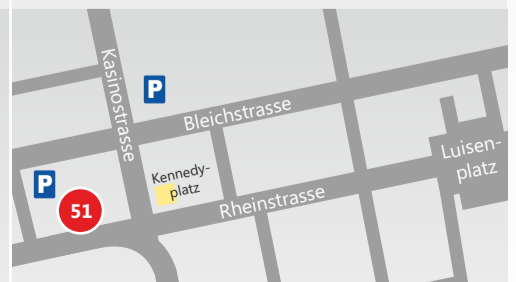 Kasinostrasse
P
Bleichstrasse
Luisen-
platz
Kennedy-
platz
P
Rheinstrasse
51